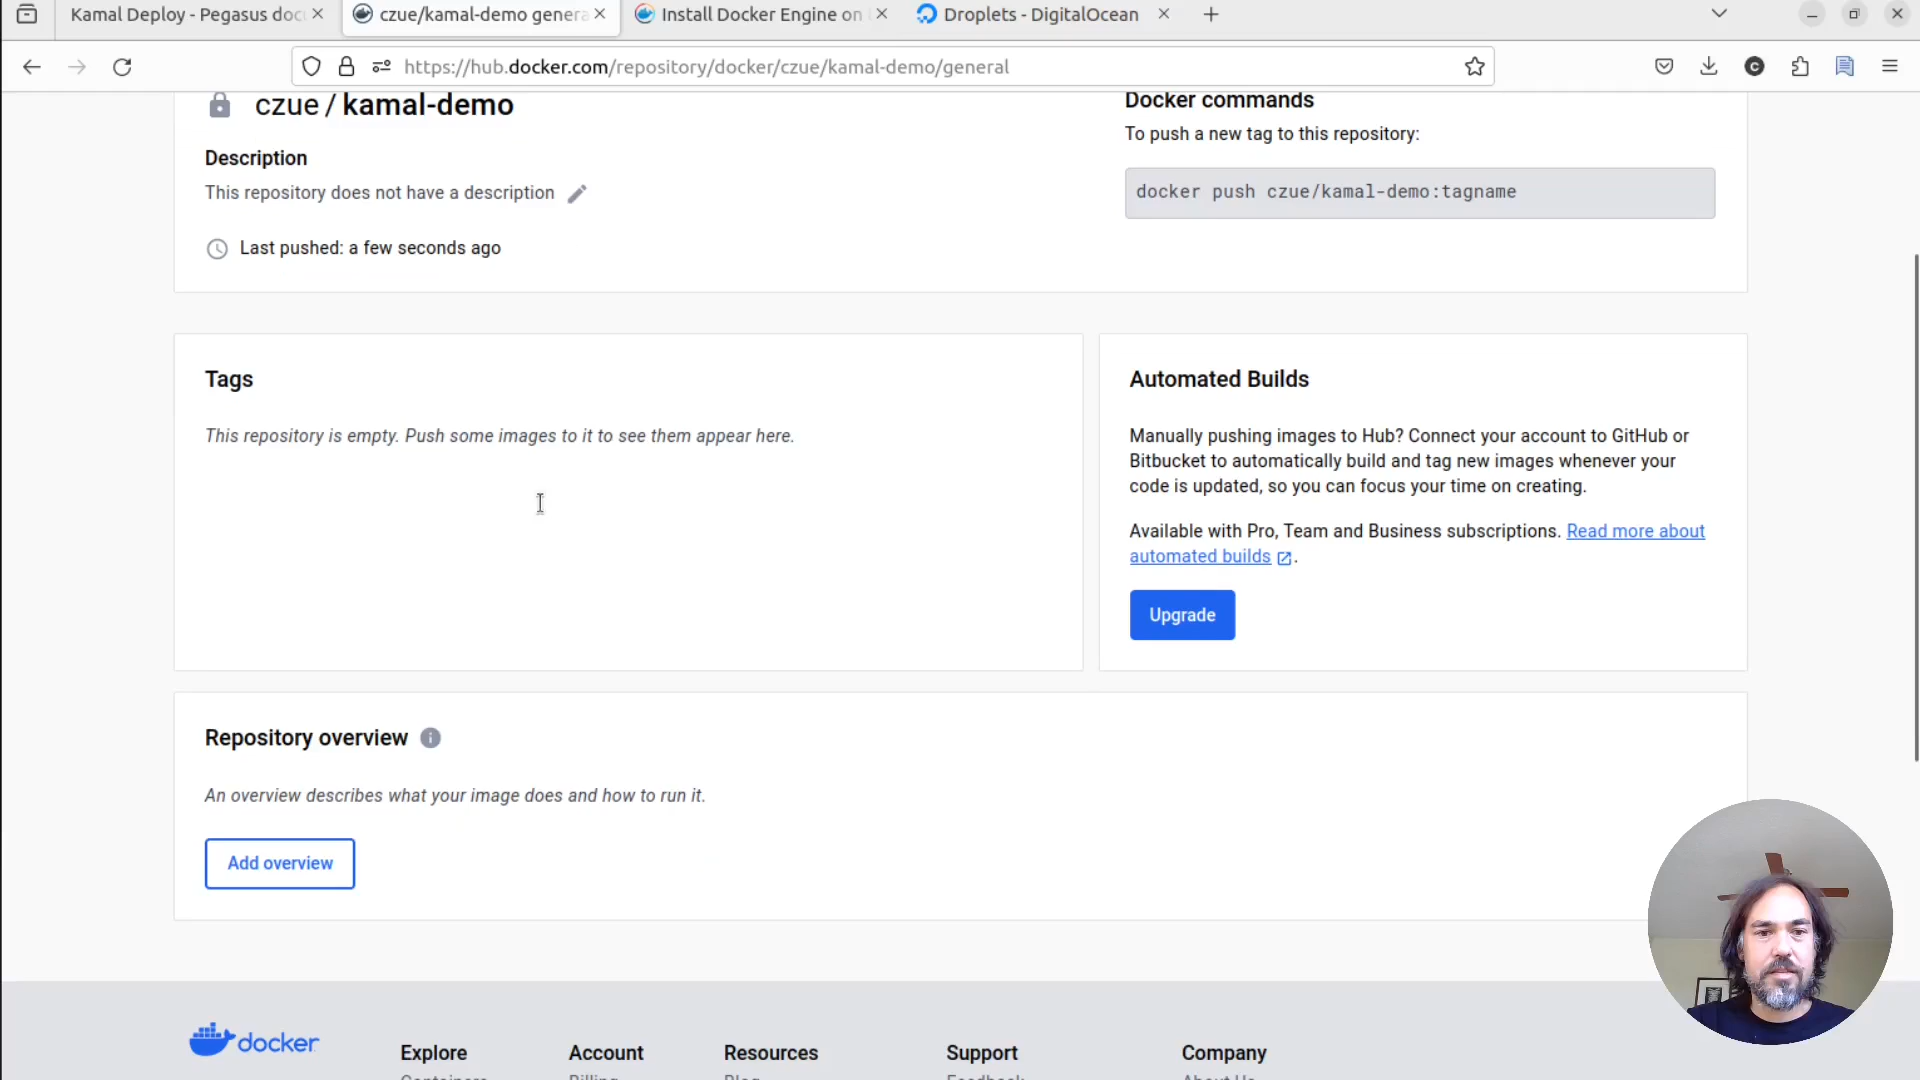 Kamal Deploy - Pegasus doc
czue/kamal-demo genera
Install Docker Engine on
Droplets - DigitalOcean
https://hub.docker.com/repository/docker/czue/kamal-demo/general
czue / kamal-demo
Description
This repository does not have a description
Last pushed: a few seconds ago
Docker commands
To push a new tag to this repository:
docker push czue/kamal-demo:tagname
Tags
This repository is empty. Push some images to it to see them appear here.
Automated Builds
Manually pushing images to Hub? Connect your account to GitHub or
Bitbucket to automatically build and tag new images whenever your
code is updated, so you can focus your time on creating.
Available with Pro, Team and Business subscriptions. Read more about
automated builds .
Upgrade
Repository overview
An overview describes what your image does and how to run it.
Add overview
docker
Explore
Account
Resources
Support
Company
Containers
Billing
Blog
Feedback
About Us